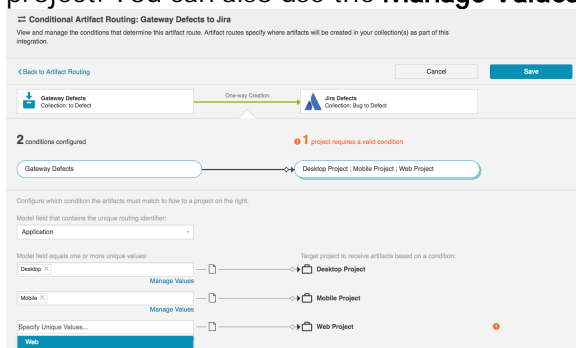 project. You can also use the Manage Values
Conditional Artifact Routing: Gateway Defects to Jira
View and manage the conditions that determine this artifact route. Artifact routes specify where artifacts will be created in your collection(s) as part of this
integration.
Back to Artifact Routing
Cancel
Save
Gateway Defects
Collection: to Defect
One-way Creation
Jira Defects
Collection: Bug to Defect
2 conditions configured
1 project requires a valid condition
Gateway Defects
Desktop Project ; Mobile Project ; Web Project
Configure which condition the artifacts must match to flow to a project on the right.
Model field that contains the unique routing identifier:
Application
Model field equals one or more unique values:
Target project to receive artifacts based on a condition:
Desktop
Desktop Project
Manage Values
Mobile
Mobile Project
Manage Values
Specify Unique Values...
Web Project
Web